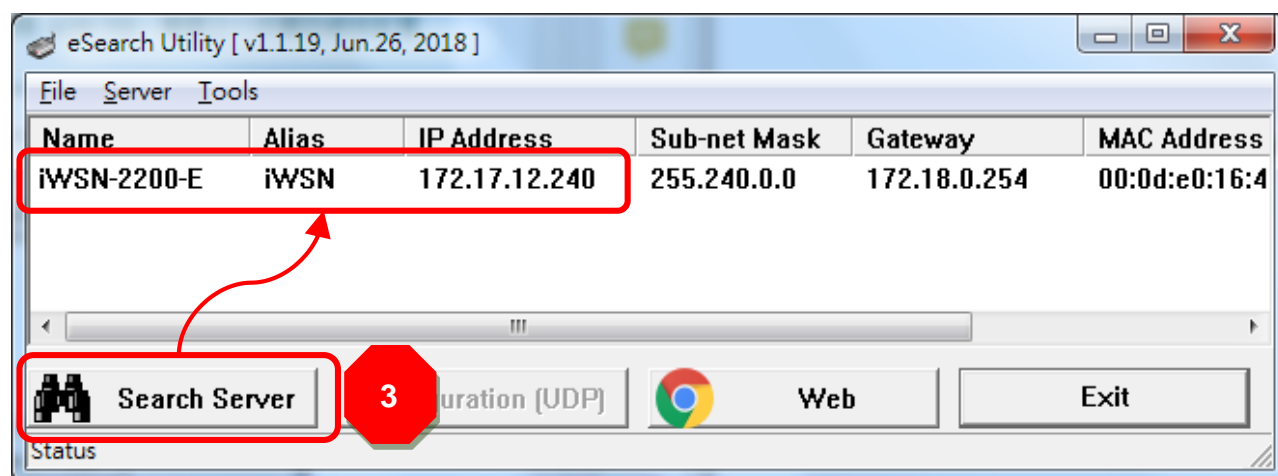 eSearch Utility [ v1.1.19, Jun.26, 2018 ]
File Server Tools
Name Alias IP Address Sub-net Mask Gateway MAC Address
iWSN-2200-E iWSN 172.17.12.240 255.240.0.0 172.18.0.254 00:0d:e0:16:4
Search Server 3 uration (UDP) Web Exit
Status